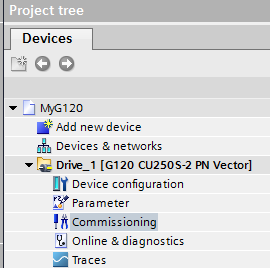 Project tree
Devices
MyG120
Add new device
Devices & networks
Drive_1 [G120 CU250S-2 PN Vector]
Device configuration
Parameter
Commissioning
Online & diagnostics
Traces